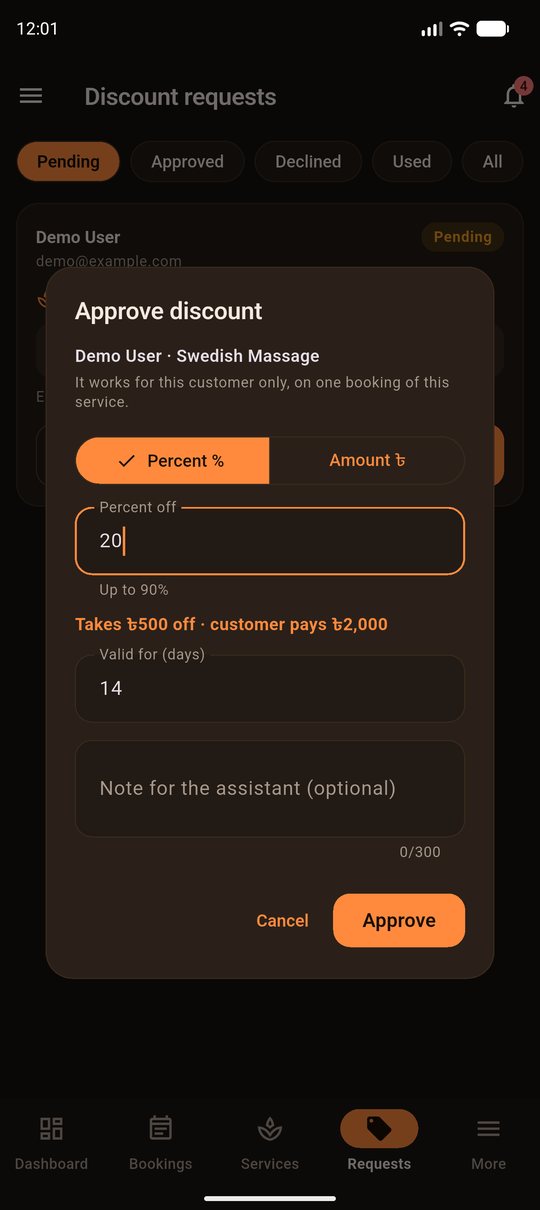 12:01
Discount requests
4
Pending
Approved
Declined
Used
All
Demo User
Pending
demo@example.com
Approve discount
Demo User · Swedish Massage
It works for this customer only, on one booking of this
service.
Percent %
Amount ৳
Percent off
20
Up to 90%
Takes ৳500 off · customer pays ৳2,000
Valid for (days)
14
Note for the assistant (optional)
0/300
Cancel
Approve
Dashboard
Bookings
Services
Requests
More